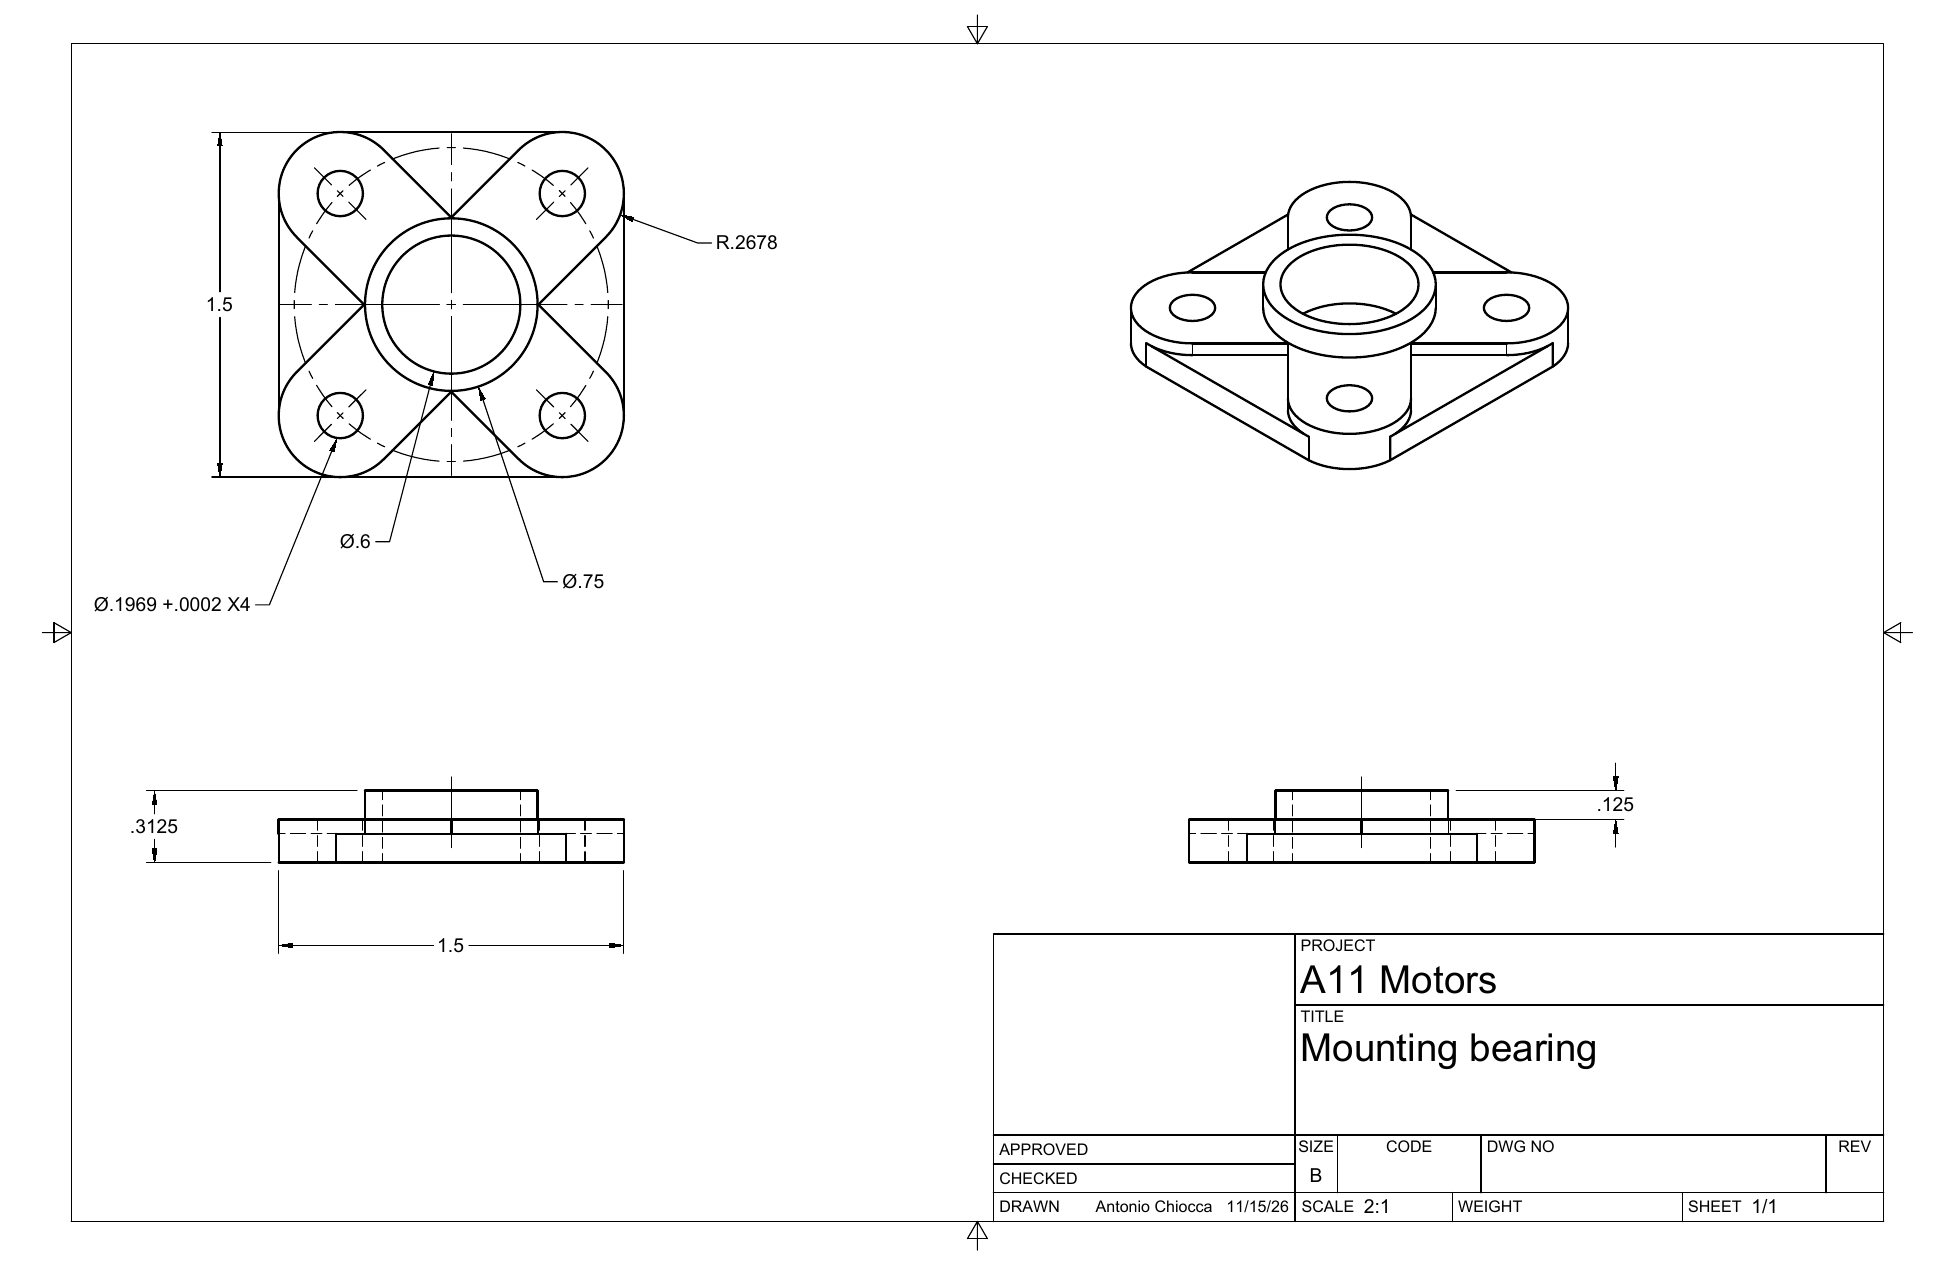 1.5
R.2678
Ø.6
Ø.75
Ø.1969 +.0002 X4
.3125
.125
1.5
PROJECT
A11 Motors
TITLE
Mounting bearing
APPROVED
CHECKED
DRAWN Antonio Chiocca 11/15/26
SIZE CODE DWG NO REV
B
SCALE 2:1 WEIGHT SHEET 1/1